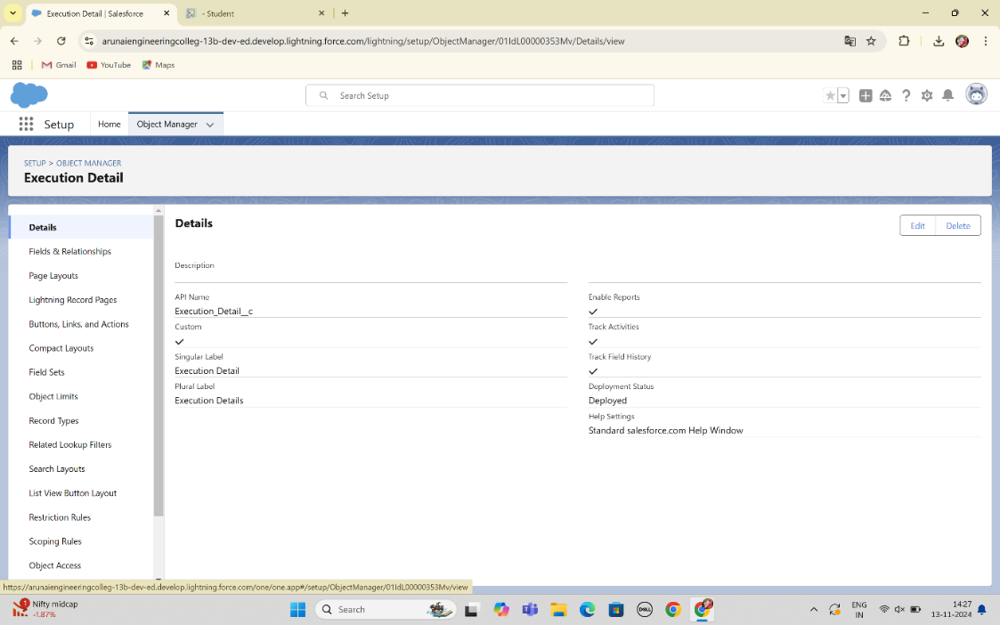 Execution Detail | Salesforce
- Student
arunaiengineeringcolleg-13b-dev-ed.develop.lightning.force.com/lightning/setup/ObjectManager/01IdL00000353Mv/Details/view
Gmail
YouTube
Maps
Search Setup
Setup
Home
Object Manager
SETUP > OBJECT MANAGER
Execution Detail
Details
Fields & Relationships
Page Layouts
Lightning Record Pages
Buttons, Links, and Actions
Compact Layouts
Field Sets
Object Limits
Record Types
Related Lookup Filters
Search Layouts
List View Button Layout
Restriction Rules
Scoping Rules
Object Access
Details
Edit
Delete
Description
API Name
Execution_Detail__c
Custom
Singular Label
Execution Detail
Plural Label
Execution Details
Enable Reports
Track Activities
Track Field History
Deployment Status
Deployed
Help Settings
Standard salesforce.com Help Window
https://arunaiengineeringcolleg-13b-dev-ed.develop.lightning.force.com/one/one.app#/setup/ObjectManager/01IdL00000353Mv/view
1
Nifty midcap
-1.87%
Search
DELL
ENG
IN
14:27
13-11-2024